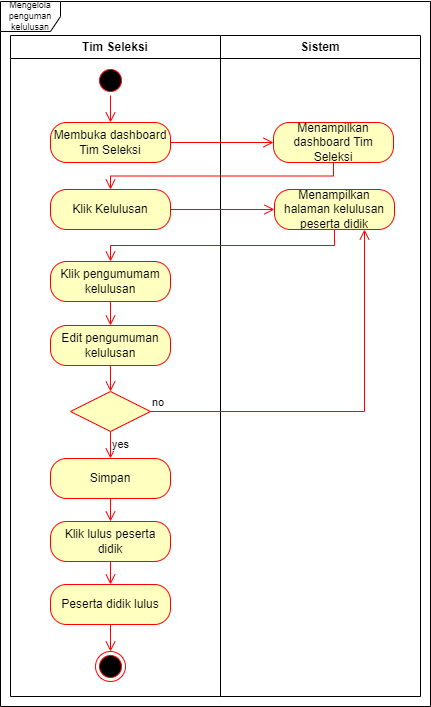 Mengelola
penguman
kelulusan
Tim Seleksi
Sistem
Membuka dashboard
Tim Seleksi
Menampilkan
dashboard Tim
Seleksi
Klik Kelulusan
Menampilkan
halaman kelulusan
peserta didik
Klik pengumumam
kelulusan
Edit pengumuman
kelulusan
no
yes
Simpan
Klik lulus peserta
didik
Peserta didik lulus